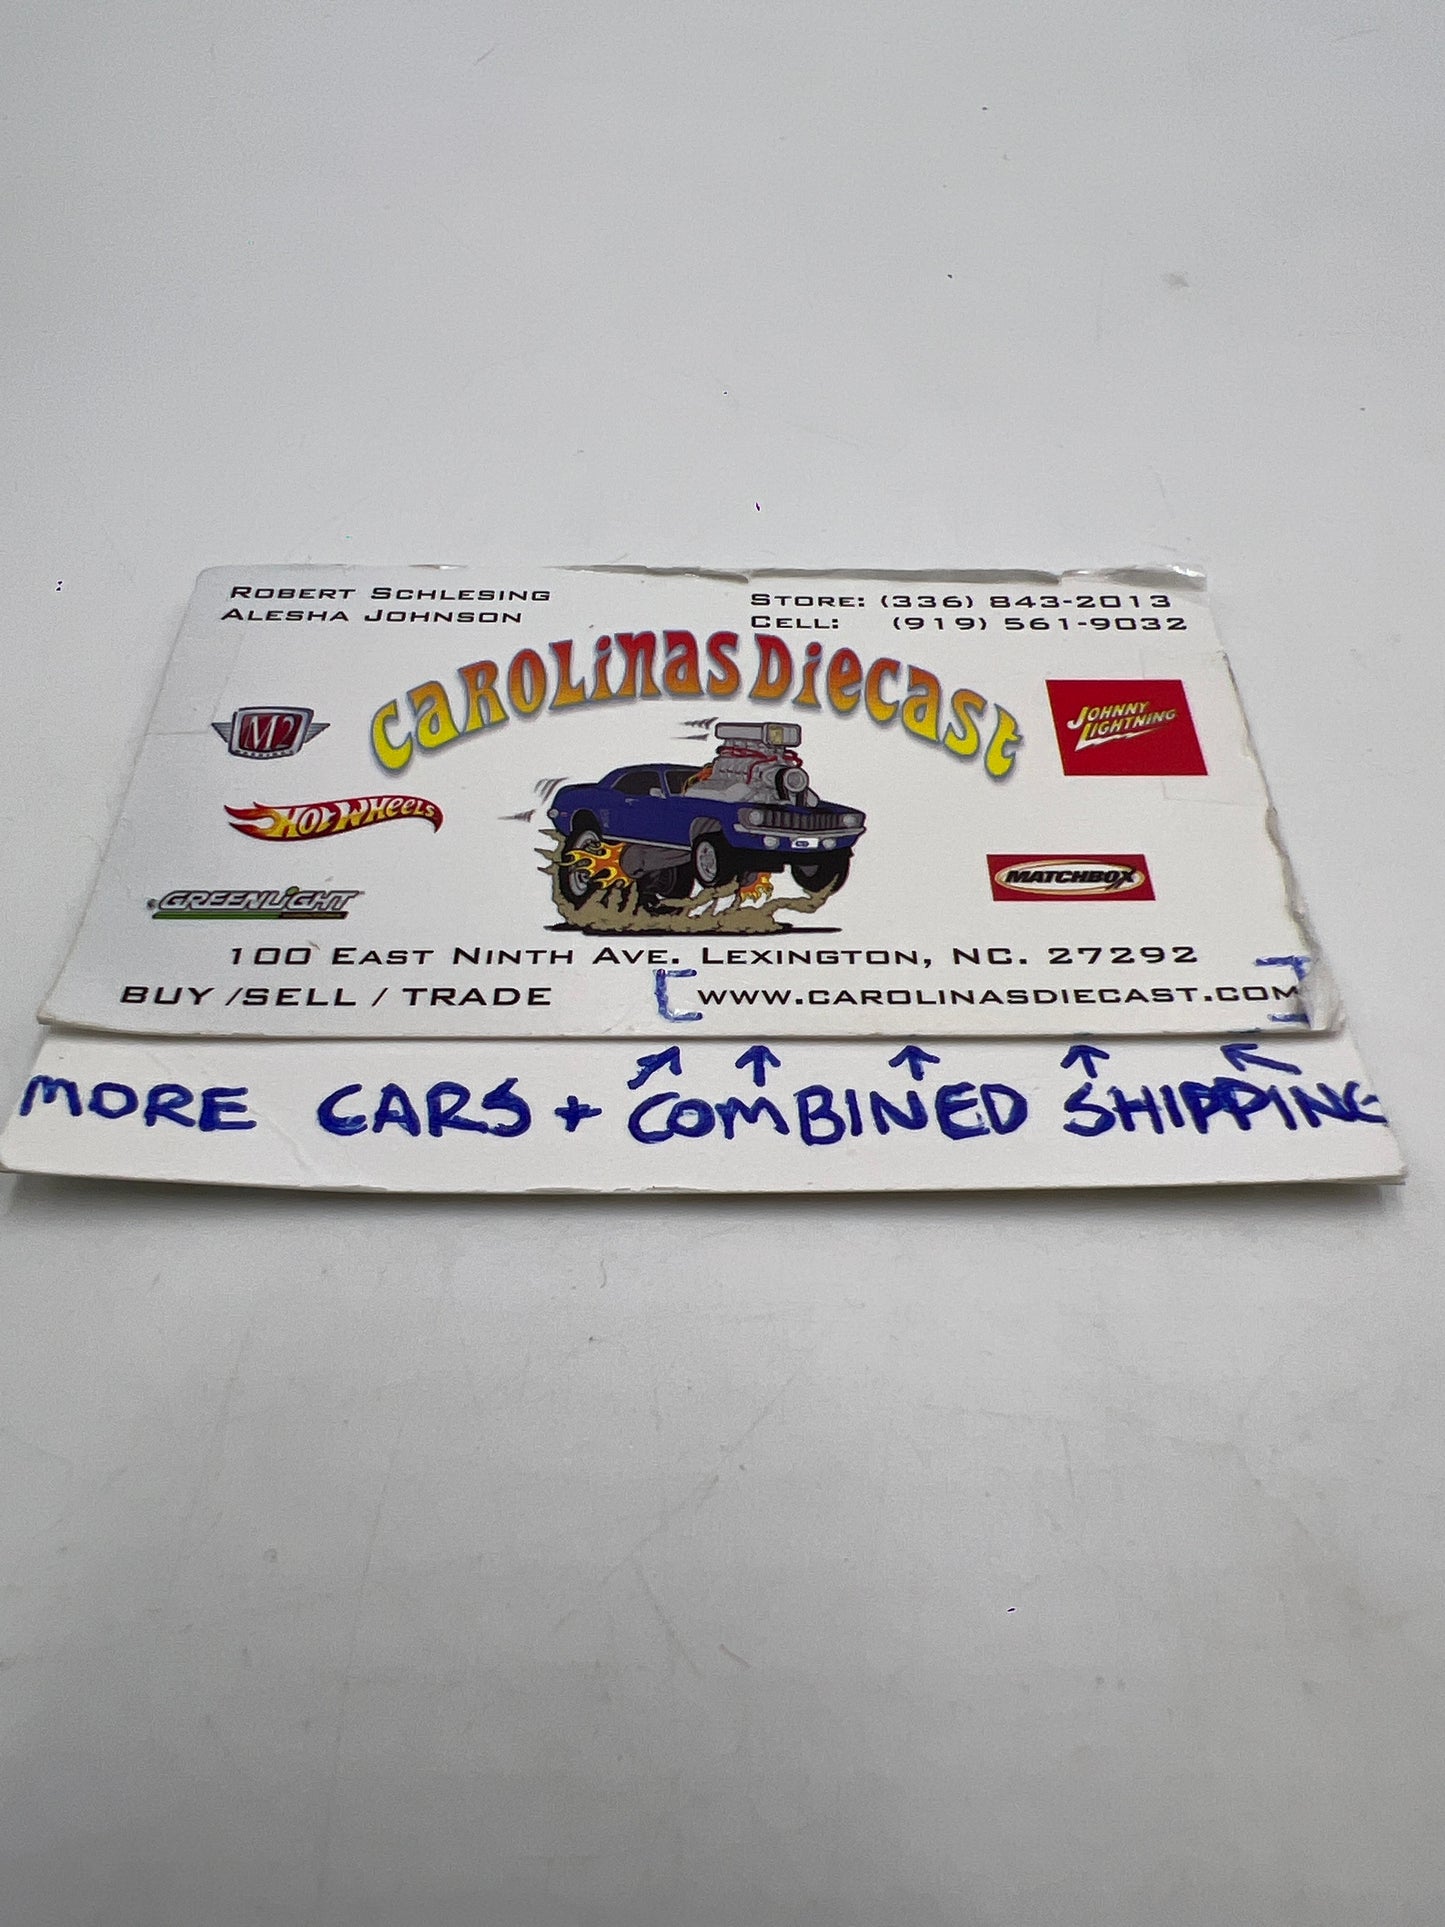 Robert Schlesing
Alesha Johnson
Store: (336) 843-2013
Cell: (919) 561-9032
Carolinas Diecast
M2
Johnny Lightning
Hot Wheels
GREENLIGHT
MATCHBOX
100 East Ninth Ave. Lexington, NC. 27292
BUY /SELL / TRADE
www.carolinasdiecast.com
MORE CARS + COMBINED SHIPPING